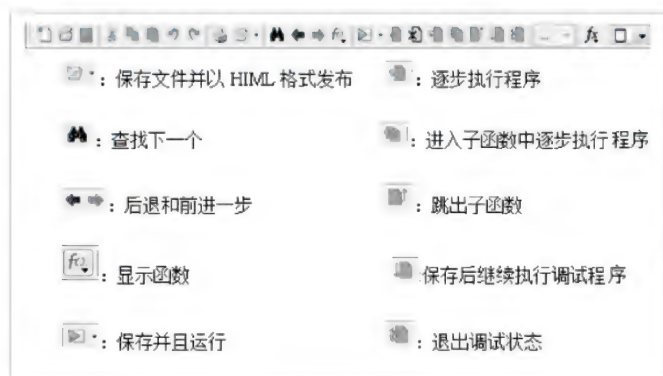 fx
：保存文件并以 HIML 格式发布
：逐步执行程序
：查找下一个
：进入子函数中逐步执行程序
：后退和前进一步
：跳出子函数
f()
：显示函数
保存后继续执行调试程序
：保存并且运行
：退出调试状态